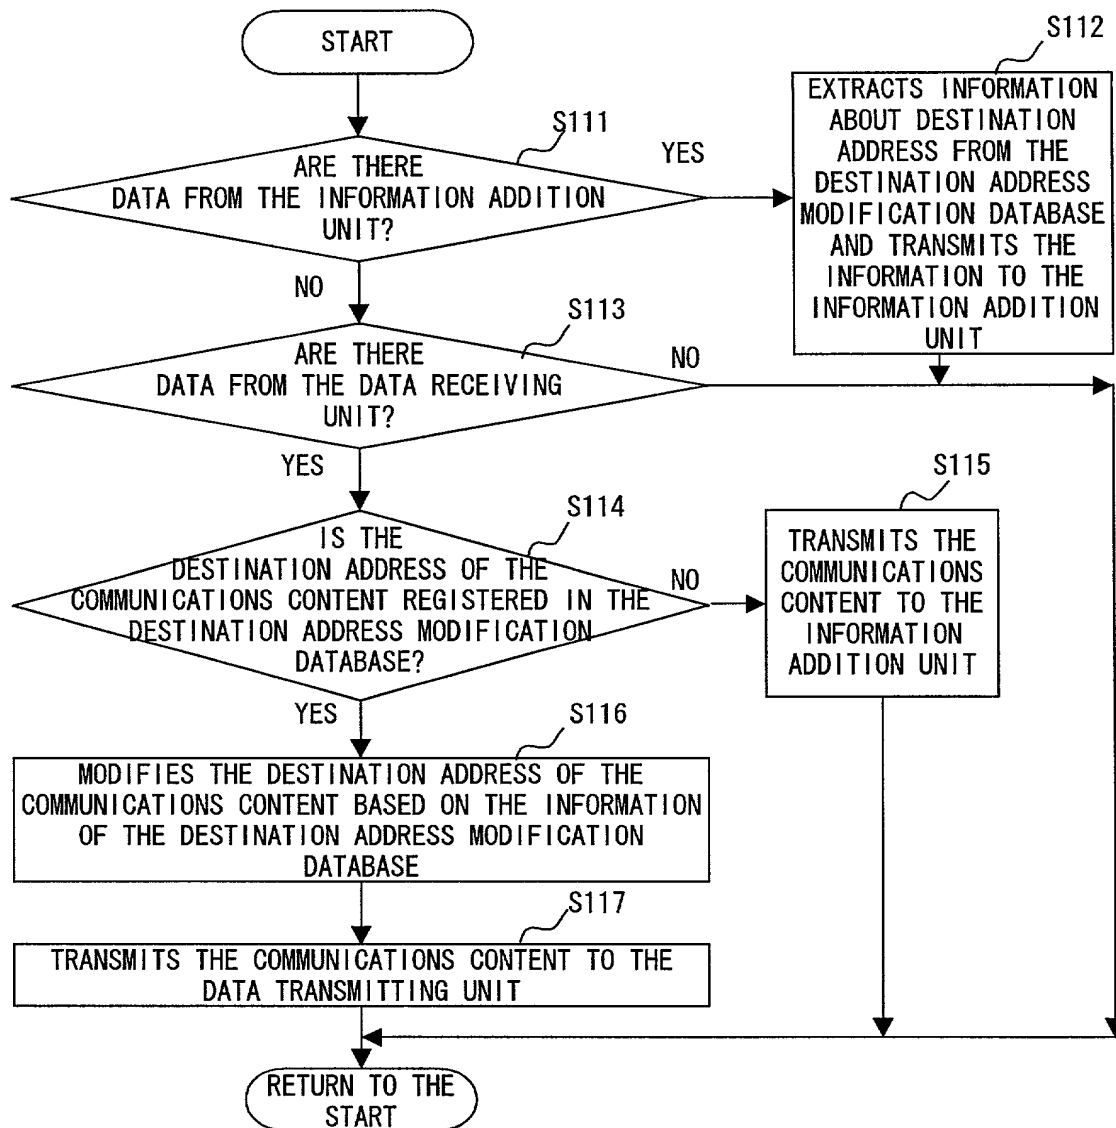 START
S112
EXTRACTS INFORMATION
ABOUT DESTINATION
ADDRESS FROM THE
DESTINATION ADDRESS
MODIFICATION DATABASE
AND TRANSMITS THE
INFORMATION TO THE
INFORMATION ADDITION
UNIT
S111
ARE THERE
DATA FROM THE INFORMATION ADDITION
UNIT?
YES
NO
S113
ARE THERE
DATA FROM THE DATA RECEIVING
UNIT?
NO
YES
S114
IS THE
DESTINATION ADDRESS OF THE
COMMUNICATIONS CONTENT REGISTERED IN THE
DESTINATION ADDRESS MODIFICATION
DATABASE?
NO
S115
TRANSMITS THE
COMMUNICATIONS
CONTENT TO THE
INFORMATION
ADDITION UNIT
YES
S116
MODIFIES THE DESTINATION ADDRESS OF THE
COMMUNICATIONS CONTENT BASED ON THE INFORMATION
OF THE DESTINATION ADDRESS MODIFICATION
DATABASE
S117
TRANSMITS THE COMMUNICATIONS CONTENT TO THE
DATA TRANSMITTING UNIT
RETURN TO THE
START